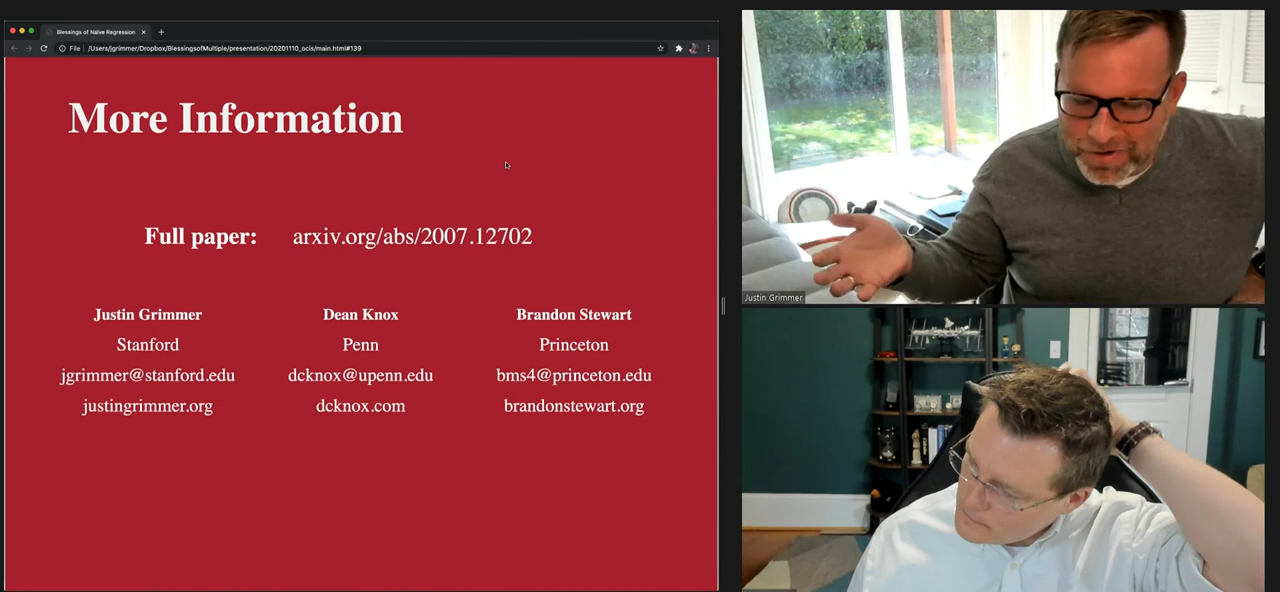 Blessings of Naïve Regression
File /Users/jgrimmer/Dropbox/BlessingsofMultiple/presentation/20201110_ocis/main.html#139
More Information
Full paper: arxiv.org/abs/2007.12702
Justin Grimmer Dean Knox Brandon Stewart
Stanford Penn Princeton
jgrimmer@stanford.edu dcknox@upenn.edu bms4@princeton.edu
justingrimmer.org dcknox.com brandonstewart.org
Justin Grimmer